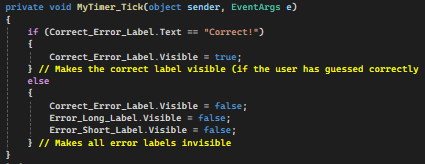 private void MyTimer_Tick(object sender, EventArgs e)
{
if (Correct_Error_Label.Text == "Correct!")
{
Correct_Error_Label.Visible = true;
} // Makes the correct label visible (if the user has guessed correctly
else
{
Correct_Error_Label.Visible = false;
Error_Long_Label.Visible = false;
Error_Short_Label.Visible = false;
} // Makes all error labels invisible
}